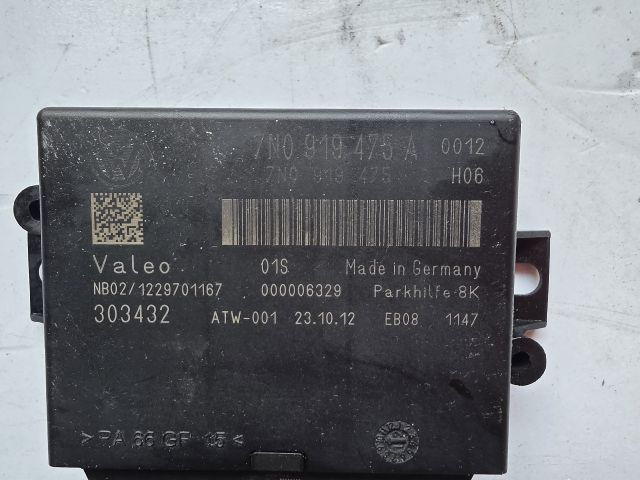 7N0 919 475 A 0012
7N0 919 475 H06
Valeo 01S Made in Germany
NB02/1229701167 000006329 Parkhilfe-8K
303432 ATW-001 23.10.12 EB08 1147
>PA 66 GF 15<